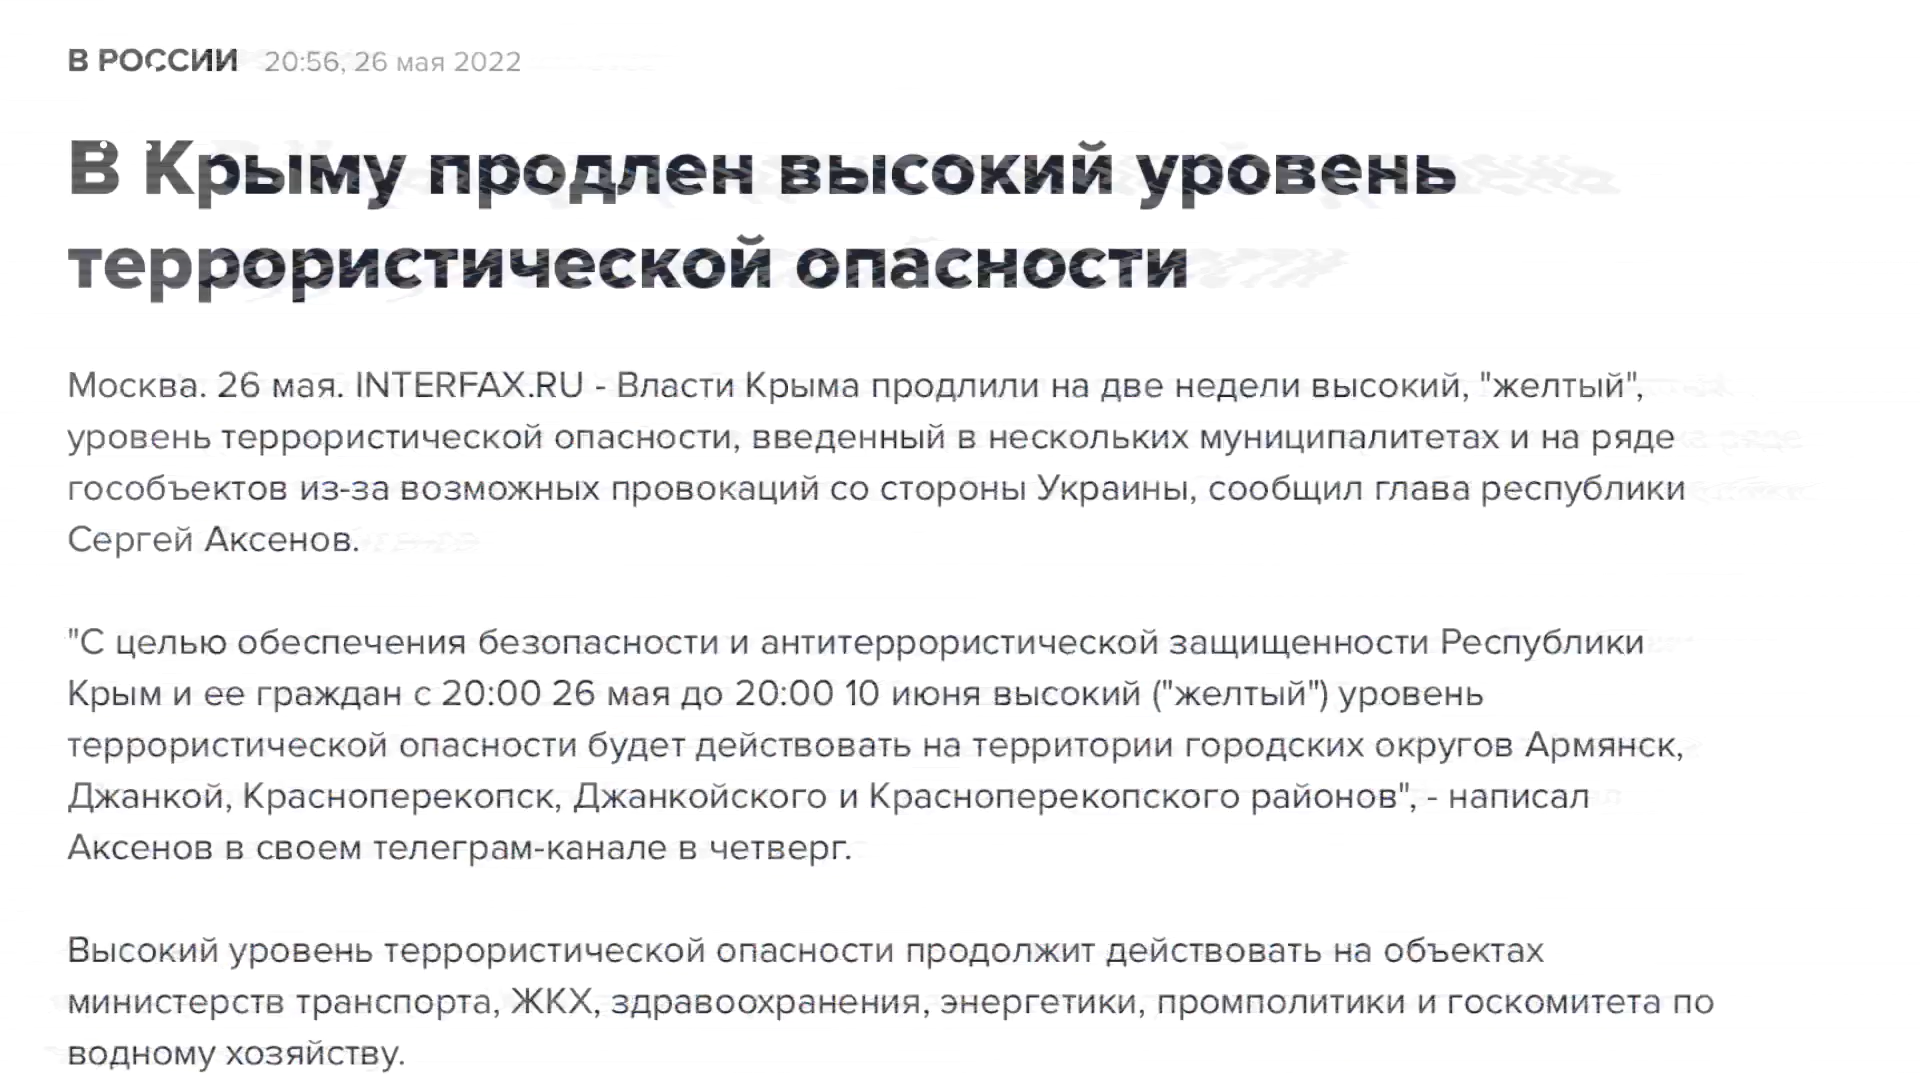 В РОССИИ 20:56, 26 мая 2022
В Крыму продлен высокий уровень
террористической опасности
Москва. 26 мая. INTERFAX.RU - Власти Крыма продлили на две недели высокий, "желтый",
уровень террористической опасности, введенный в нескольких муниципалитетах и на ряде
гособъектов из-за возможных провокаций со стороны Украины, сообщил глава республики
Сергей Аксенов.
"С целью обеспечения безопасности и антитеррористической защищенности Республики
Крым и ее граждан с 20:00 26 мая до 20:00 10 июня высокий ("желтый") уровень
террористической опасности будет действовать на территории городских округов Армянск,
Джанкой, Красноперекопск, Джанкойского и Красноперекопского районов", - написал
Аксенов в своем телеграм-канале в четверг.
Высокий уровень террористической опасности продолжит действовать на объектах
министерств транспорта, ЖКХ, здравоохранения, энергетики, промполитики и госкомитета по
водному хозяйству.